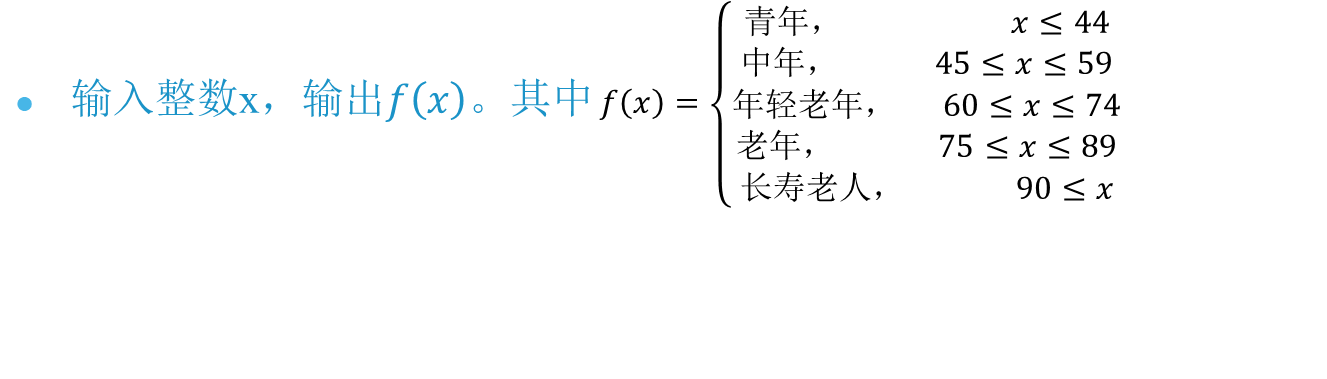 青年， x ≤ 44
中年， 45 ≤ x ≤ 59
• 输入整数x，输出f(x)。其中 f(x) = { 年轻老年， 60 ≤ x ≤ 74
老年， 75 ≤ x ≤ 89
长寿老人， 90 ≤ x